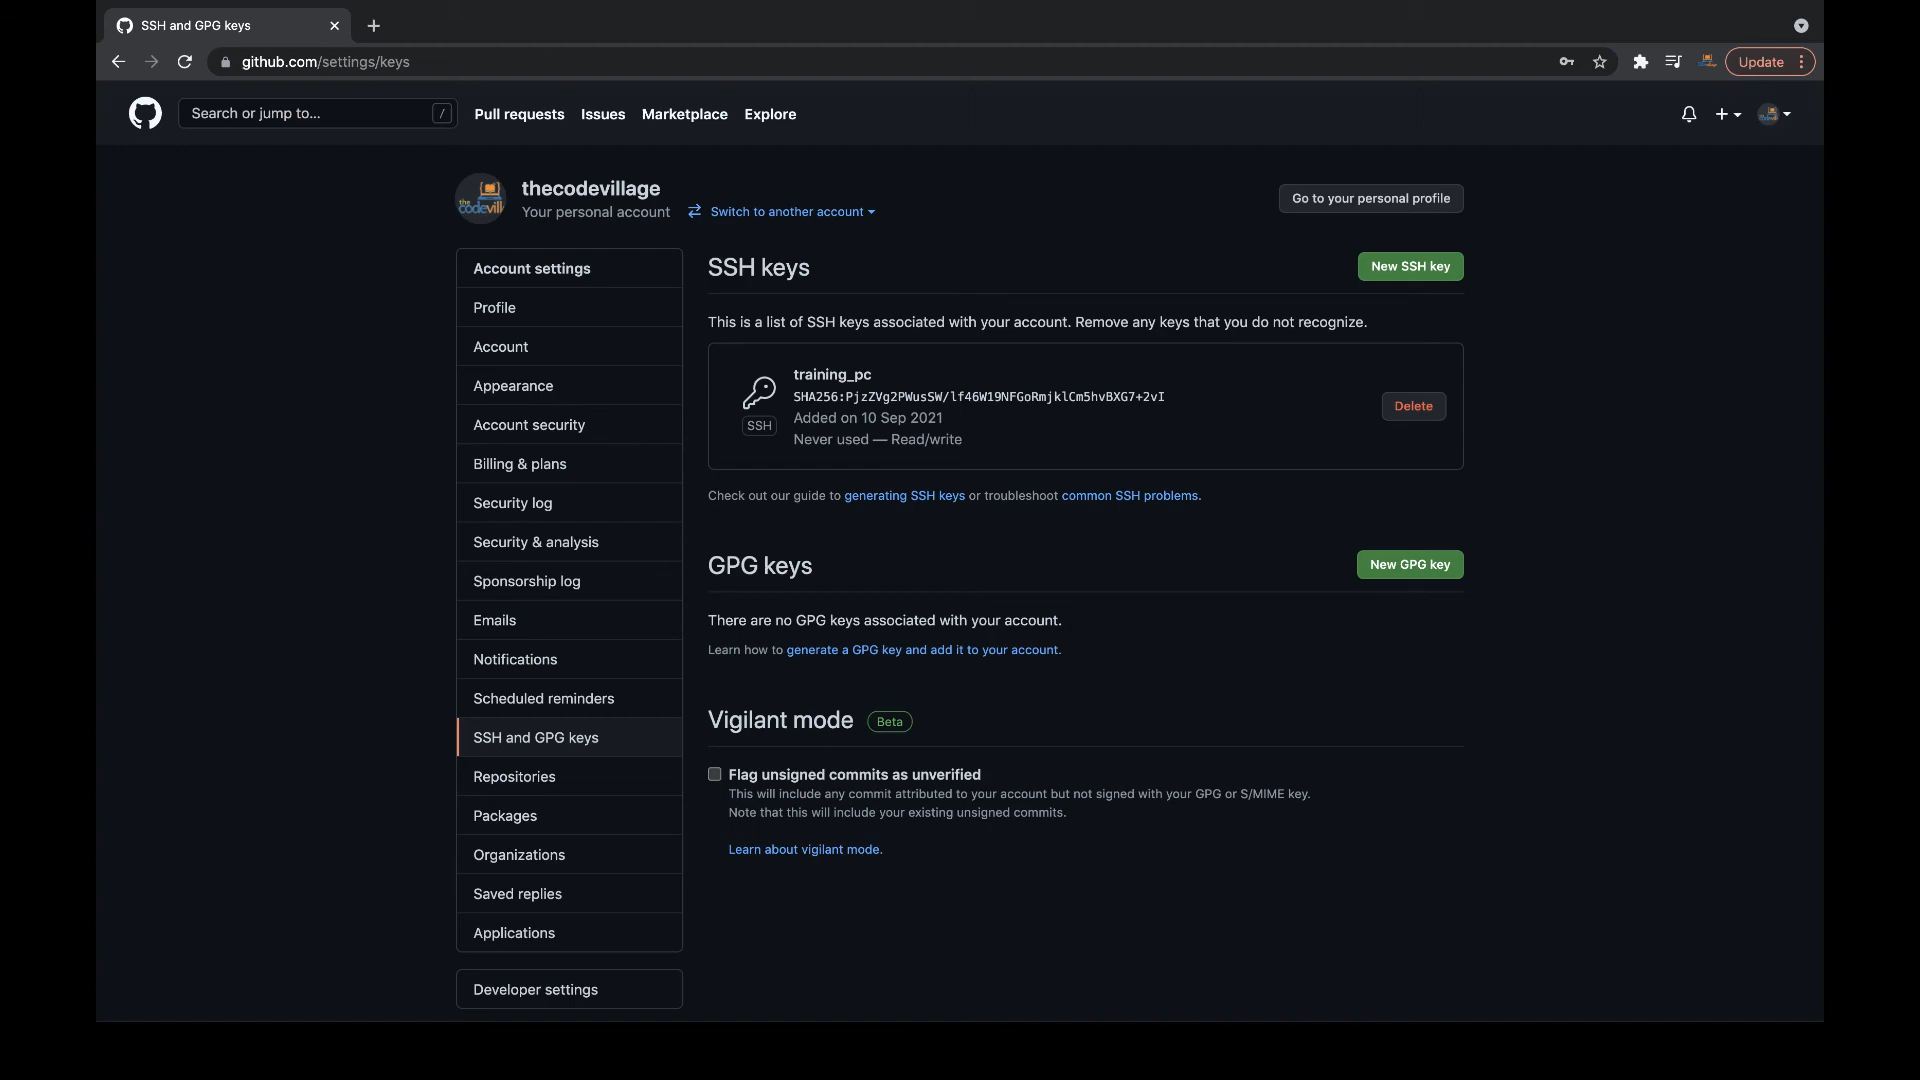 SSH and GPG keys
github.com/settings/keys
Update
Search or jump to...
/
Pull requests
Issues
Marketplace
Explore
thecodevillage
Your personal account
Switch to another account
Go to your personal profile
Account settings
Profile
Account
Appearance
Account security
Billing & plans
Security log
Security & analysis
Sponsorship log
Emails
Notifications
Scheduled reminders
SSH and GPG keys
Repositories
Packages
Organizations
Saved replies
Applications
Developer settings
SSH keys
New SSH key
This is a list of SSH keys associated with your account. Remove any keys that you do not recognize.
training_pc
SHA256:PjzZVg2PWusSW/lf46W19NFGoRmjklCm5hvBXG7+2vI
Added on 10 Sep 2021
Never used — Read/write
SSH
Delete
Check out our guide to generating SSH keys or troubleshoot common SSH problems.
GPG keys
New GPG key
There are no GPG keys associated with your account.
Learn how to generate a GPG key and add it to your account.
Vigilant mode
Beta
Flag unsigned commits as unverified
This will include any commit attributed to your account but not signed with your GPG or S/MIME key.
Note that this will include your existing unsigned commits.
Learn about vigilant mode.